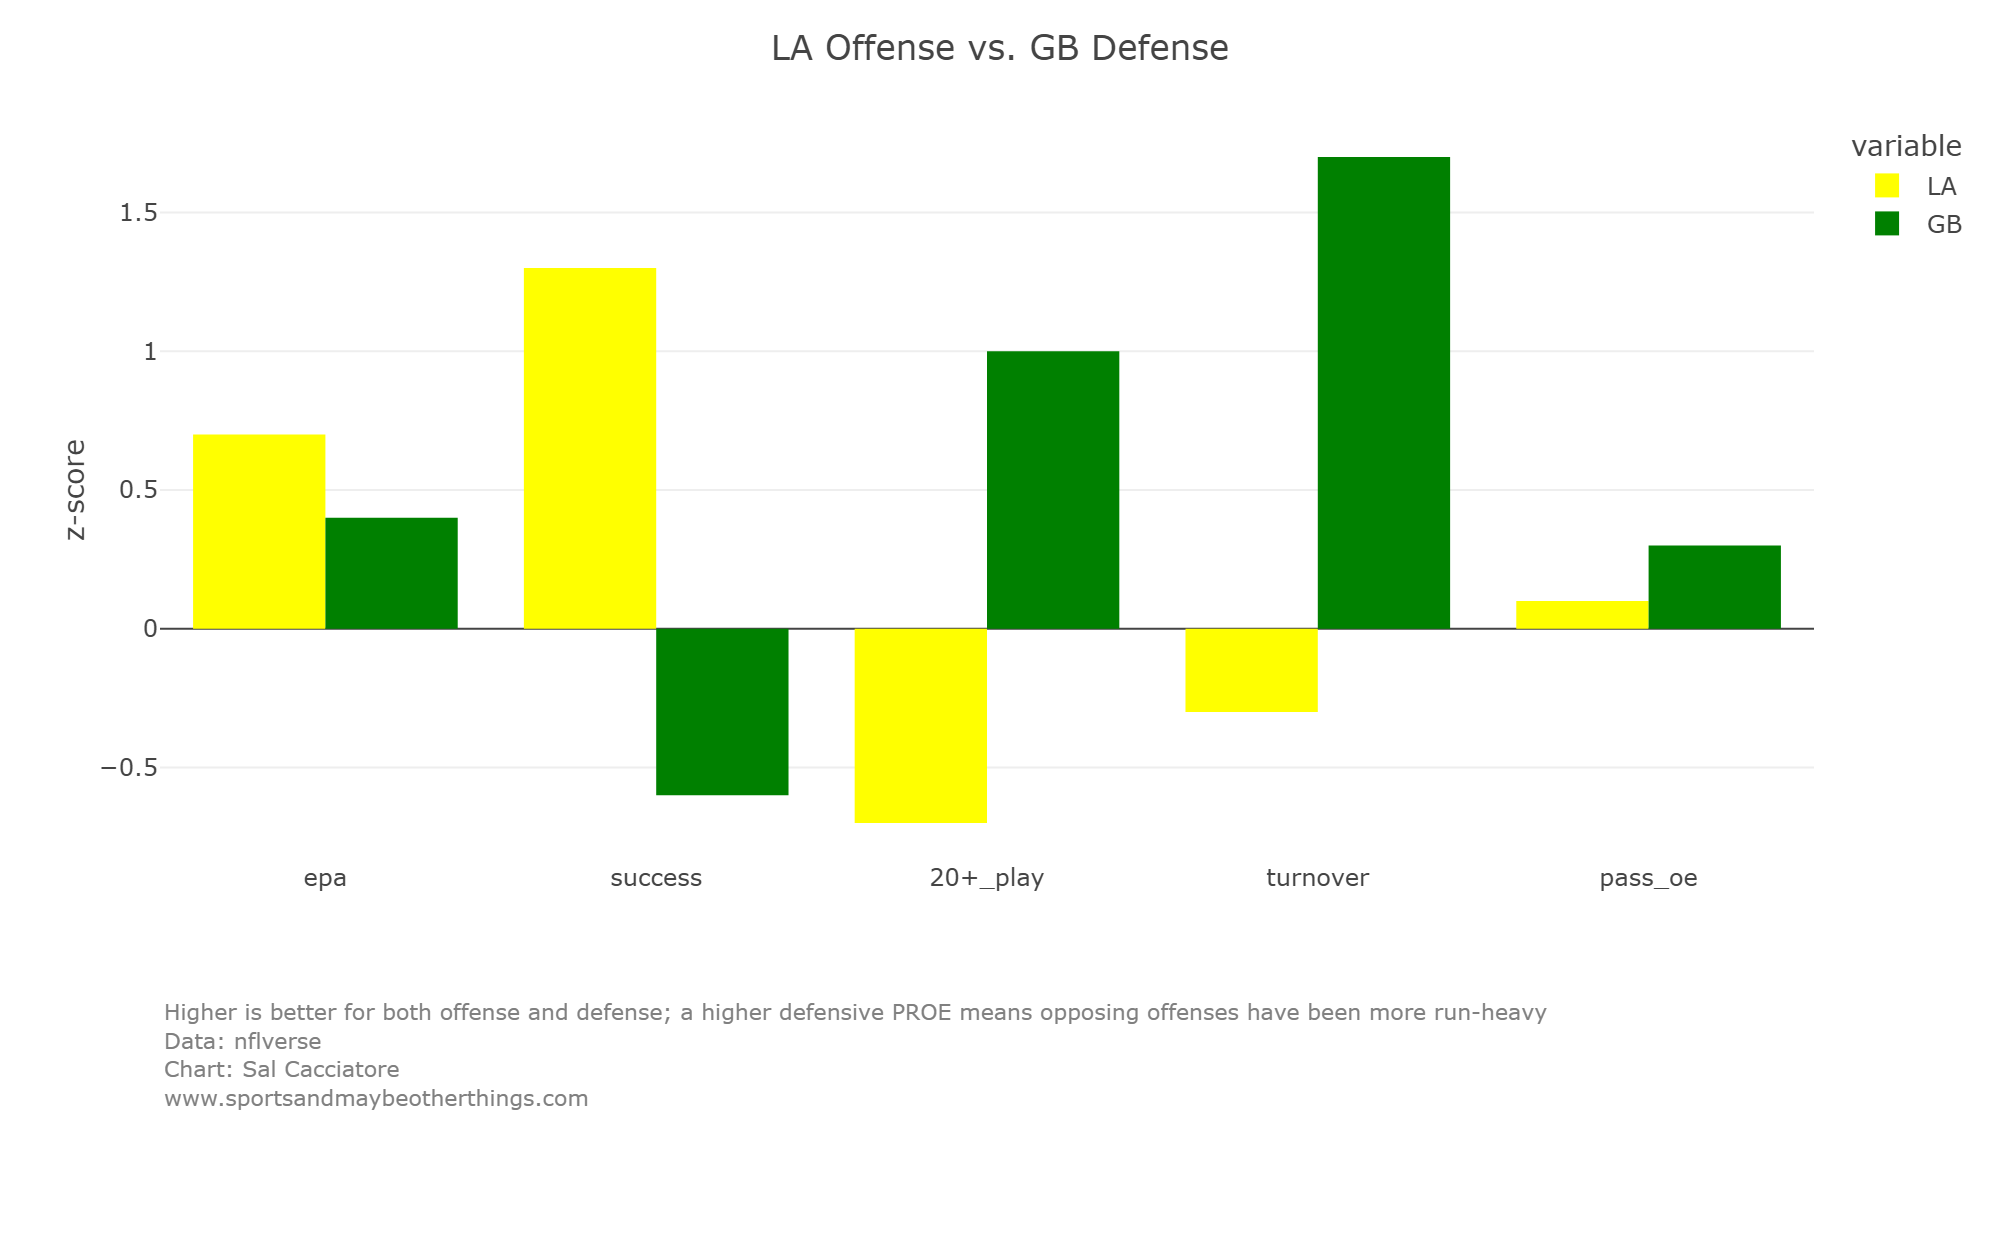 LA Offense vs. GB Defense
variable
LA
GB
1.5
1
0.5
0
−0.5
z-score
epa
success
20+_play
turnover
pass_oe
Higher is better for both offense and defense; a higher defensive PROE means opposing offenses have been more run-heavy
Data: nflverse
Chart: Sal Cacciatore
www.sportsandmaybeotherthings.com